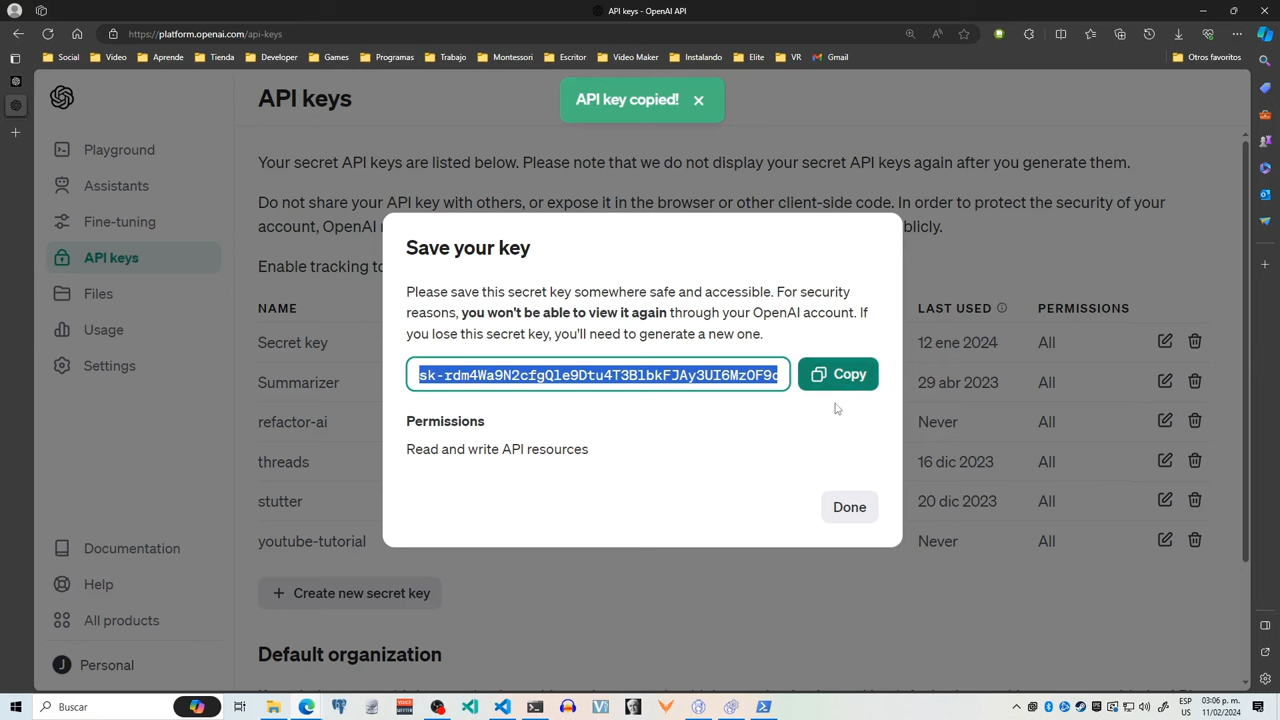 API keys - OpenAI API
https://platform.openai.com/api-keys
Social Video Aprende Tienda Developer Games Programas Trabajo Montessori Escritor Video Maker Instalando Elite VR Gmail Otros favoritos
API keys
API key copied!
Playground
Assistants
Fine-tuning
API keys
Files
Usage
Settings
Documentation
Help
All products
J Personal
Your secret API keys are listed below. Please note that we do not display your secret API keys again after you generate them.
Do not share your API key with others, or expose it in the browser or other client-side code. In order to protect the security of your
account, OpenAI blicly.
Enable tracking
NAME LAST USED PERMISSIONS
Secret key 12 ene 2024 All
Summarizer 29 abr 2023 All
refactor-ai Never All
threads 16 dic 2023 All
stutter 20 dic 2023 All
youtube-tutorial Never All
+ Create new secret key
Default organization
Save your key
Please save this secret key somewhere safe and accessible. For security
reasons, you won't be able to view it again through your OpenAI account. If
you lose this secret key, you'll need to generate a new one.
sk-rdm4Wa9N2cfgQle9Dtu4T3BlbkFJAy3UI6MzOF9
Copy
Permissions
Read and write API resources
Done
Buscar
ESP
US
03:06 p. m.
11/02/2024